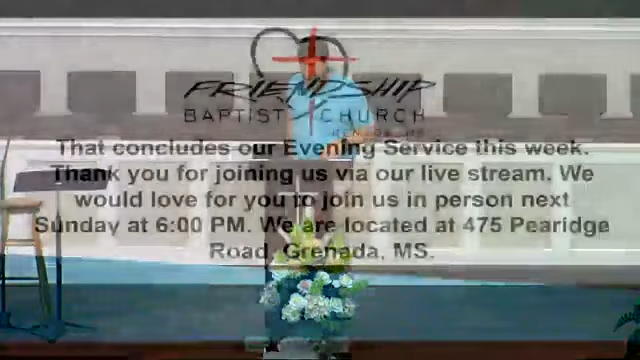 FRIENDSHIP
BAPTIST CHURCH
GRENADA, MS
That concludes our Evening Service this week.
Thank you for joining us via our live stream. We
would love for you to join us in person next
Sunday at 6:00 PM. We are located at 475 Pearidge
Road, Grenada, MS.